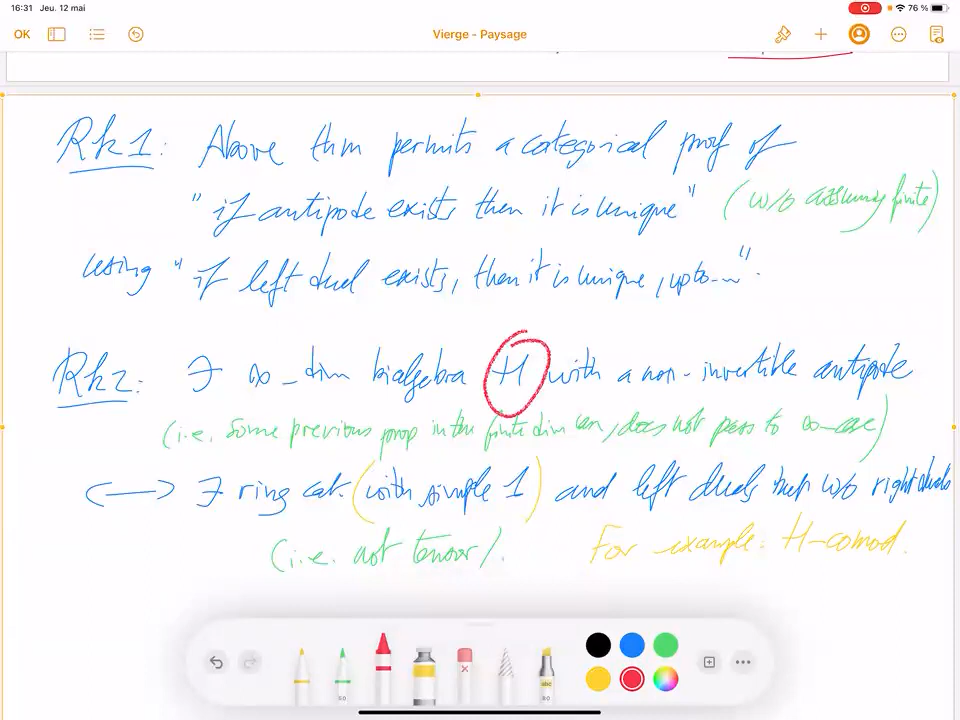 16:31 Jeu. 12 mai 76 %
OK Vierge – Paysage
Rk1: Above thm permits a categorical proof of
"if antipode exists then it is unique" (w/o assuming finite)
using "if left dual exists, then it is unique, up to ..."
Rk2: ∃ ∞-dim bialgebra H with a non-invertible antipode
(i.e. some previous prop in the finite dim case, does not pass to ∞-case)
⟷ ∃ ring cat. (with simple 1) and left duals but w/o right duals
(i.e. not tensor). For example: H-comod.
50 abc 80